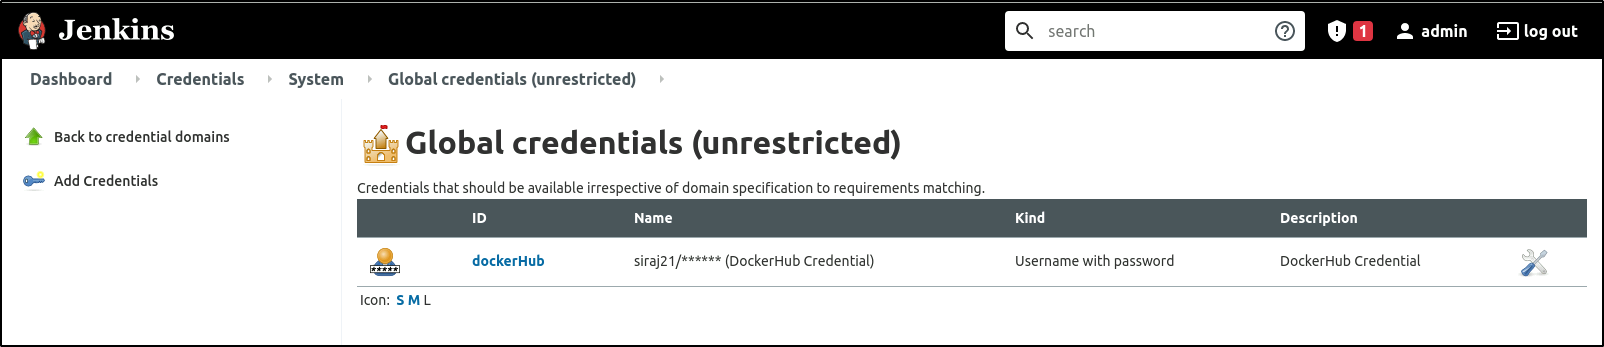 Jenkins search 1 admin log out
Dashboard Credentials System Global credentials (unrestricted)
Back to credential domains
Add Credentials
Global credentials (unrestricted)
Credentials that should be available irrespective of domain specification to requirements matching.
ID Name Kind Description
dockerHub siraj21/****** (DockerHub Credential) Username with password DockerHub Credential
Icon: S M L